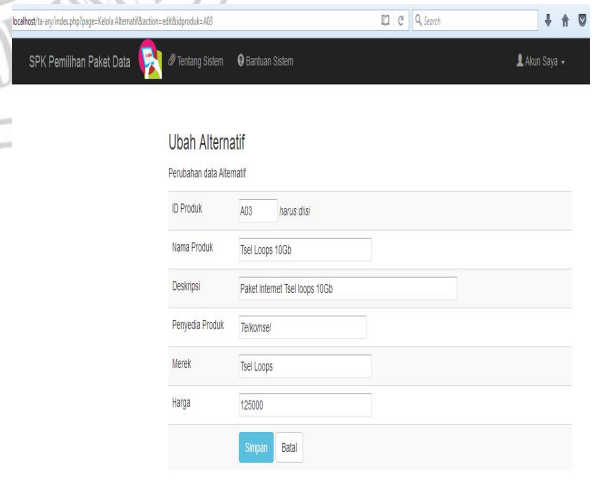 localhost/ta-any/index.php?page=Kelola Alternatif&action=edit&idproduk=A03
Search
SPK Pemilihan Paket Data
Tentang Sistem
Bantuan Sistem
Akun Saya
Ubah Alternatif
Perubahan data Alternatif
ID Produk A03 harus diisi
Nama Produk Tsel Loops 10Gb
Deskripsi Paket Internet Tsel loops 10Gb
Penyedia Produk Telkomsel
Merek Tsel Loops
Harga 125000
Simpan Batal